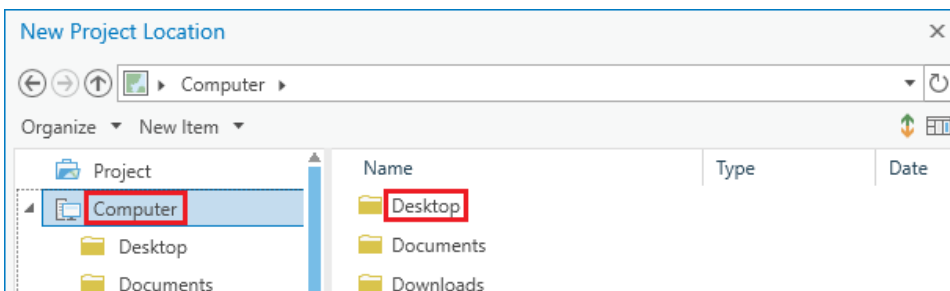 New Project Location
Computer
Organize New Item
Project
Computer
Desktop
Documents
Name Type Date
Desktop
Documents
Downloads